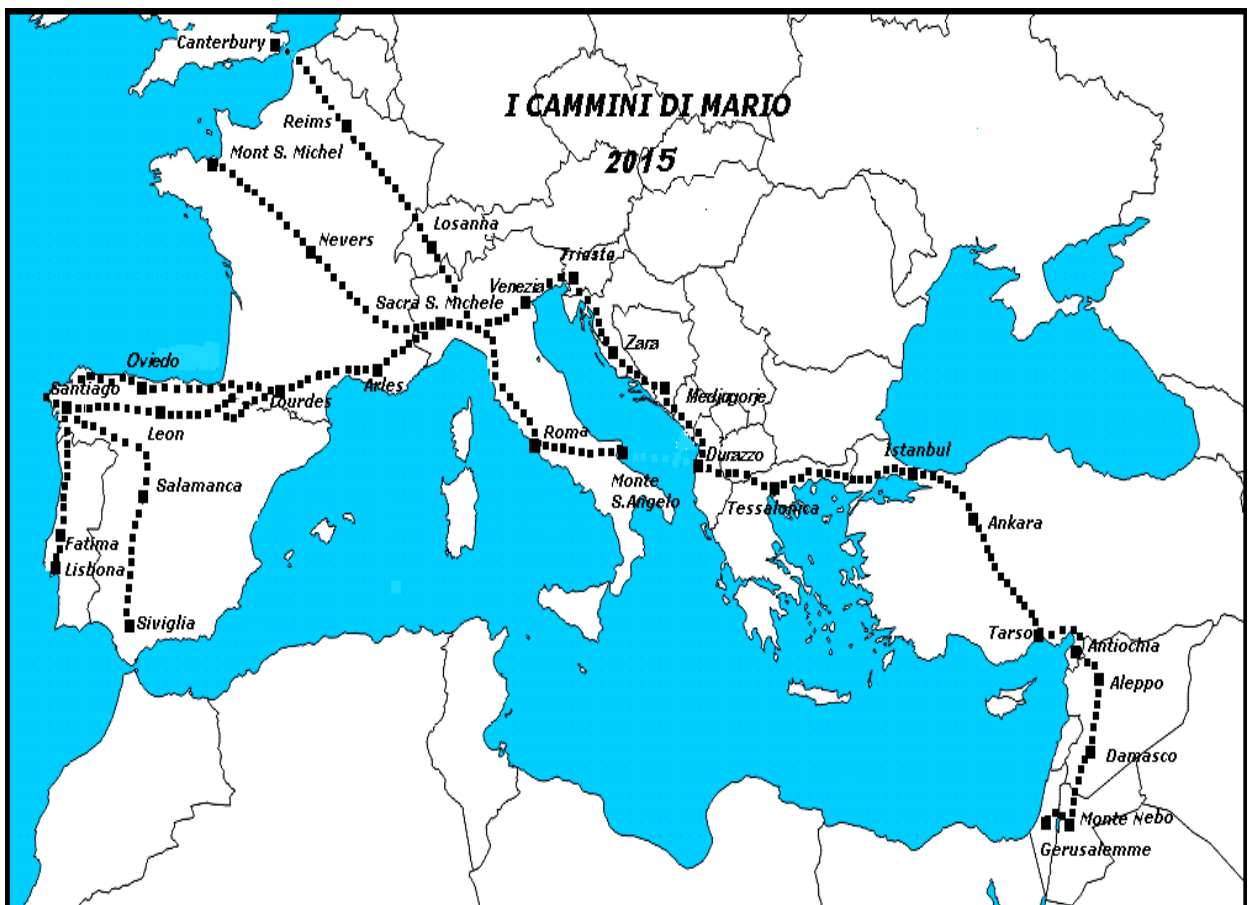 Canterbury
I CAMMINI DI MARIO
2015
Reims
Mont S. Michel
Losanna
Nevers
Trieste
Venezia
Sacra S. Michele
Zara
Oviedo
Santiago
Arles
Lourdes
Medjugorje
Leon
Roma
Durazzo
Istanbul
Salamanca
Monte
S.Angelo
Tessalonica
Ankara
Fatima
Lisbona
Siviglia
Tarso
Antiochia
Aleppo
Damasco
Monte Nebo
Gerusalemme